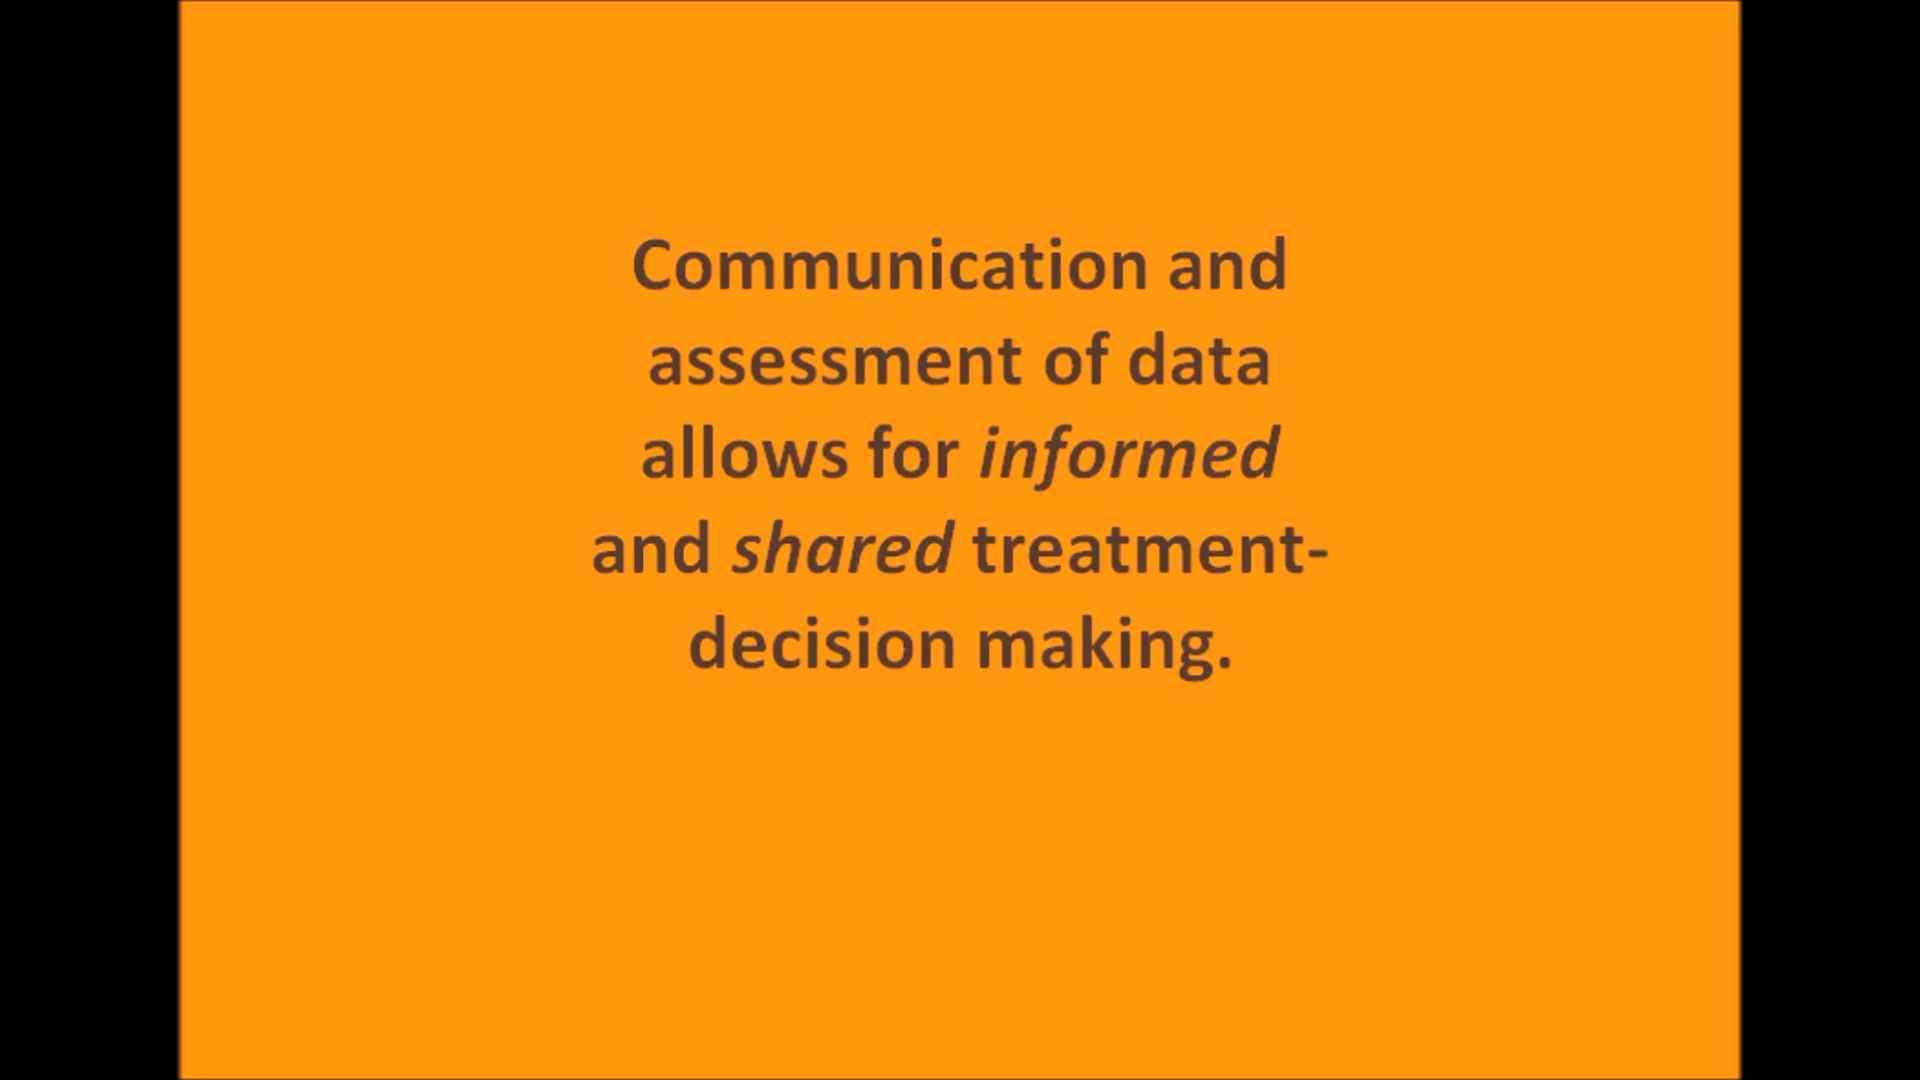 Communication and
assessment of data
allows for informed
and shared treatment-
decision making.